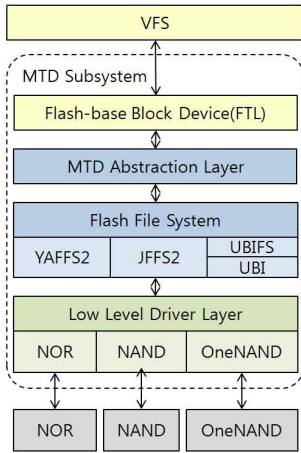 VFS
MTD Subsystem
Flash-base Block Device(FTL)
MTD Abstraction Layer
Flash File System
YAFFS2 JFFS2 UBIFS
UBI
Low Level Driver Layer
NOR NAND OneNAND
NOR NAND OneNAND